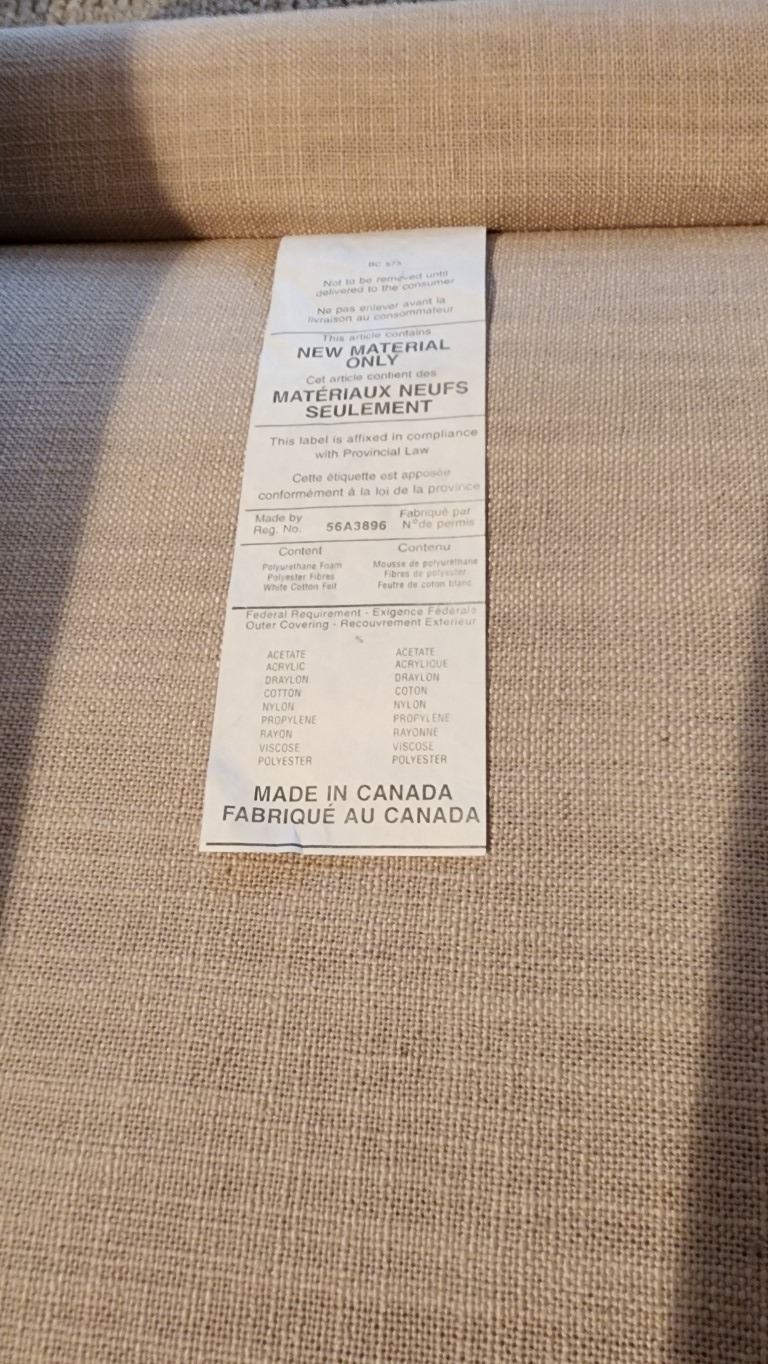 Not to be removed until
delivered to the consumer
Ne pas enlever avant la
livraison au consommateur
This article contains
NEW MATERIAL
ONLY
Cet article contient des
MATÉRIAUX NEUFS
SEULEMENT
This label is affixed in compliance
with Provincial Law
Cette étiquette est apposée
conformément à la loi de la province
Made by Fabriqué par
Reg. No. 56A3896 N° de permis
Content Contenu
Polyurethane Foam Mousse de polyuréthane
Polyester Fibres Fibres de polyester
White Cotton Felt Feutre de coton blanc
Federal Requirement - Exigence Féderale
Outer Covering - Recouvrement Exterieur
%
ACETATE ACETATE
ACRYLIC ACRYLIQUE
DRAYLON DRAYLON
COTTON COTON
NYLON NYLON
PROPYLENE PROPYLENE
RAYON RAYONNE
VISCOSE VISCOSE
POLYESTER POLYESTER
MADE IN CANADA
FABRIQUÉ AU CANADA